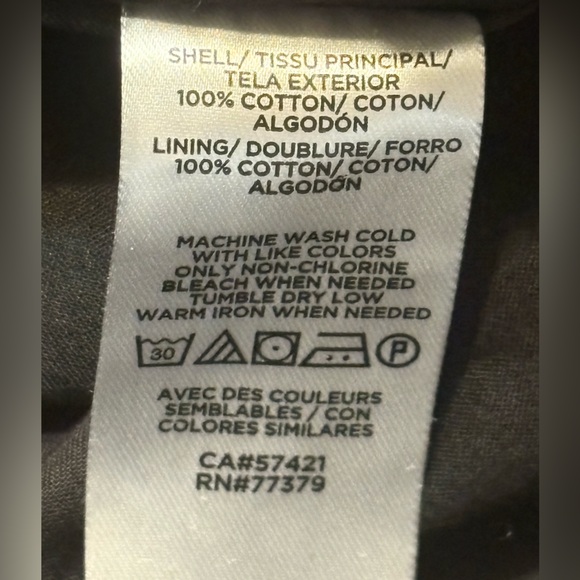 SHELL/ TISSU PRINCIPAL/
TELA EXTERIOR
100% COTTON/ COTON/
ALGODÓN
LINING/ DOUBLURE/ FORRO
100% COTTON/ COTON/
ALGODÓN
MACHINE WASH COLD
WITH LIKE COLORS
ONLY NON-CHLORINE
BLEACH WHEN NEEDED
TUMBLE DRY LOW
WARM IRON WHEN NEEDED
30 P
AVEC DES COULEURS
SEMBLABLES / CON
COLORES SIMILARES
CA#57421
RN#77379